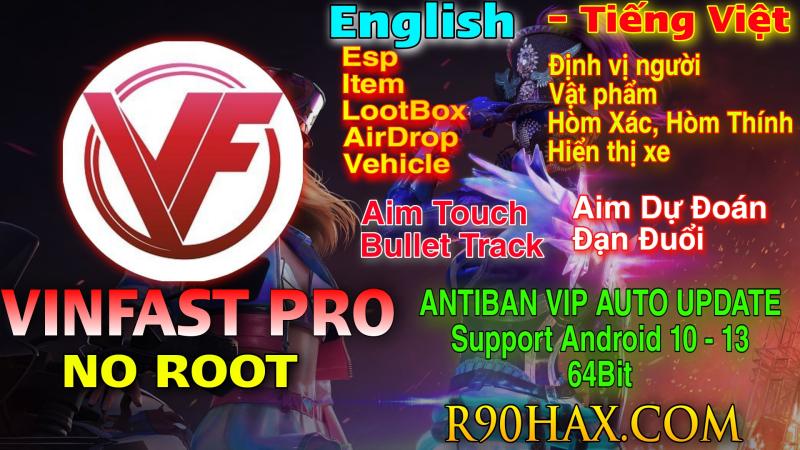 English - Tiếng Việt
Esp
Item
LootBox
AirDrop
Vehicle
Định vị người
Vật phẩm
Hòm Xác, Hòm Thính
Hiển thị xe
Aim Touch
Bullet Track
Aim Dự Đoán
Đạn Đuổi
VF
VINFAST PRO
NO ROOT
ANTIBAN VIP AUTO UPDATE
Support Android 10 - 13
64Bit
R90HAX.COM